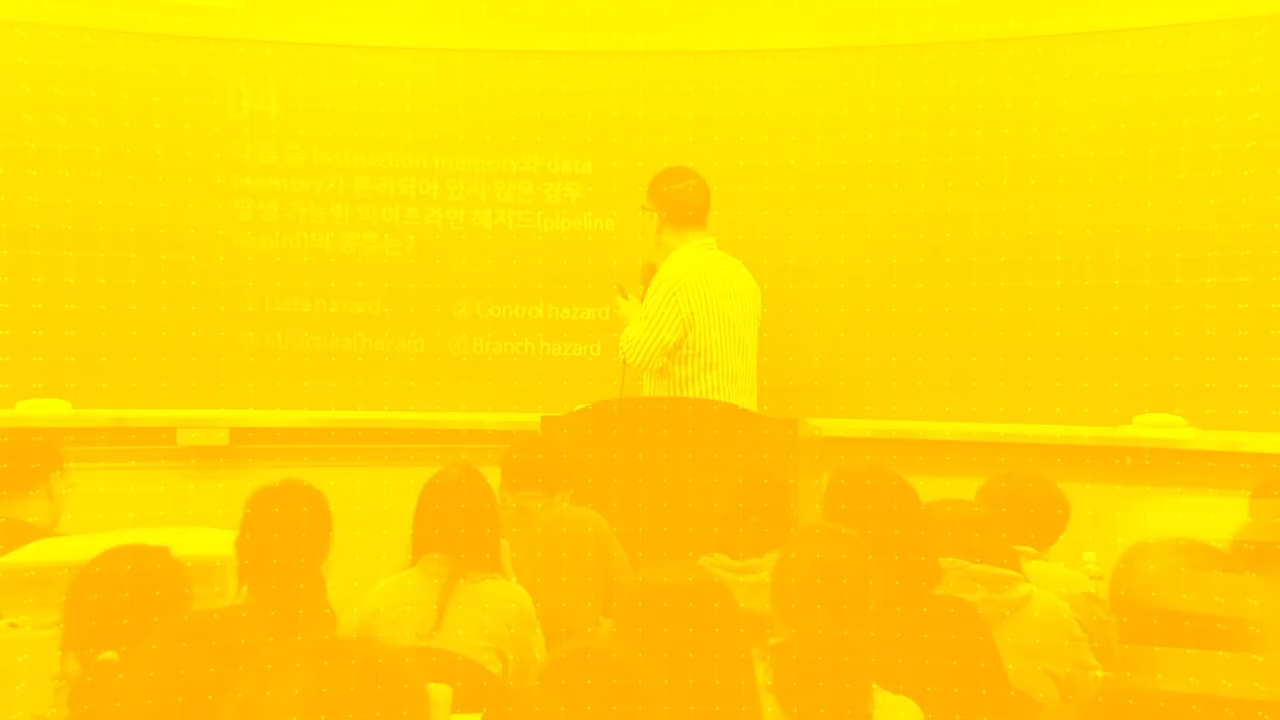 04
다음 중 Instruction memory와 data
memory가 분리되어 있지 않은 경우
발생 가능한 파이프라인 해저드(pipeline
hazard)의 종류는?
① Data hazard ② Control hazard
③ Structural hazard ④ Branch hazard